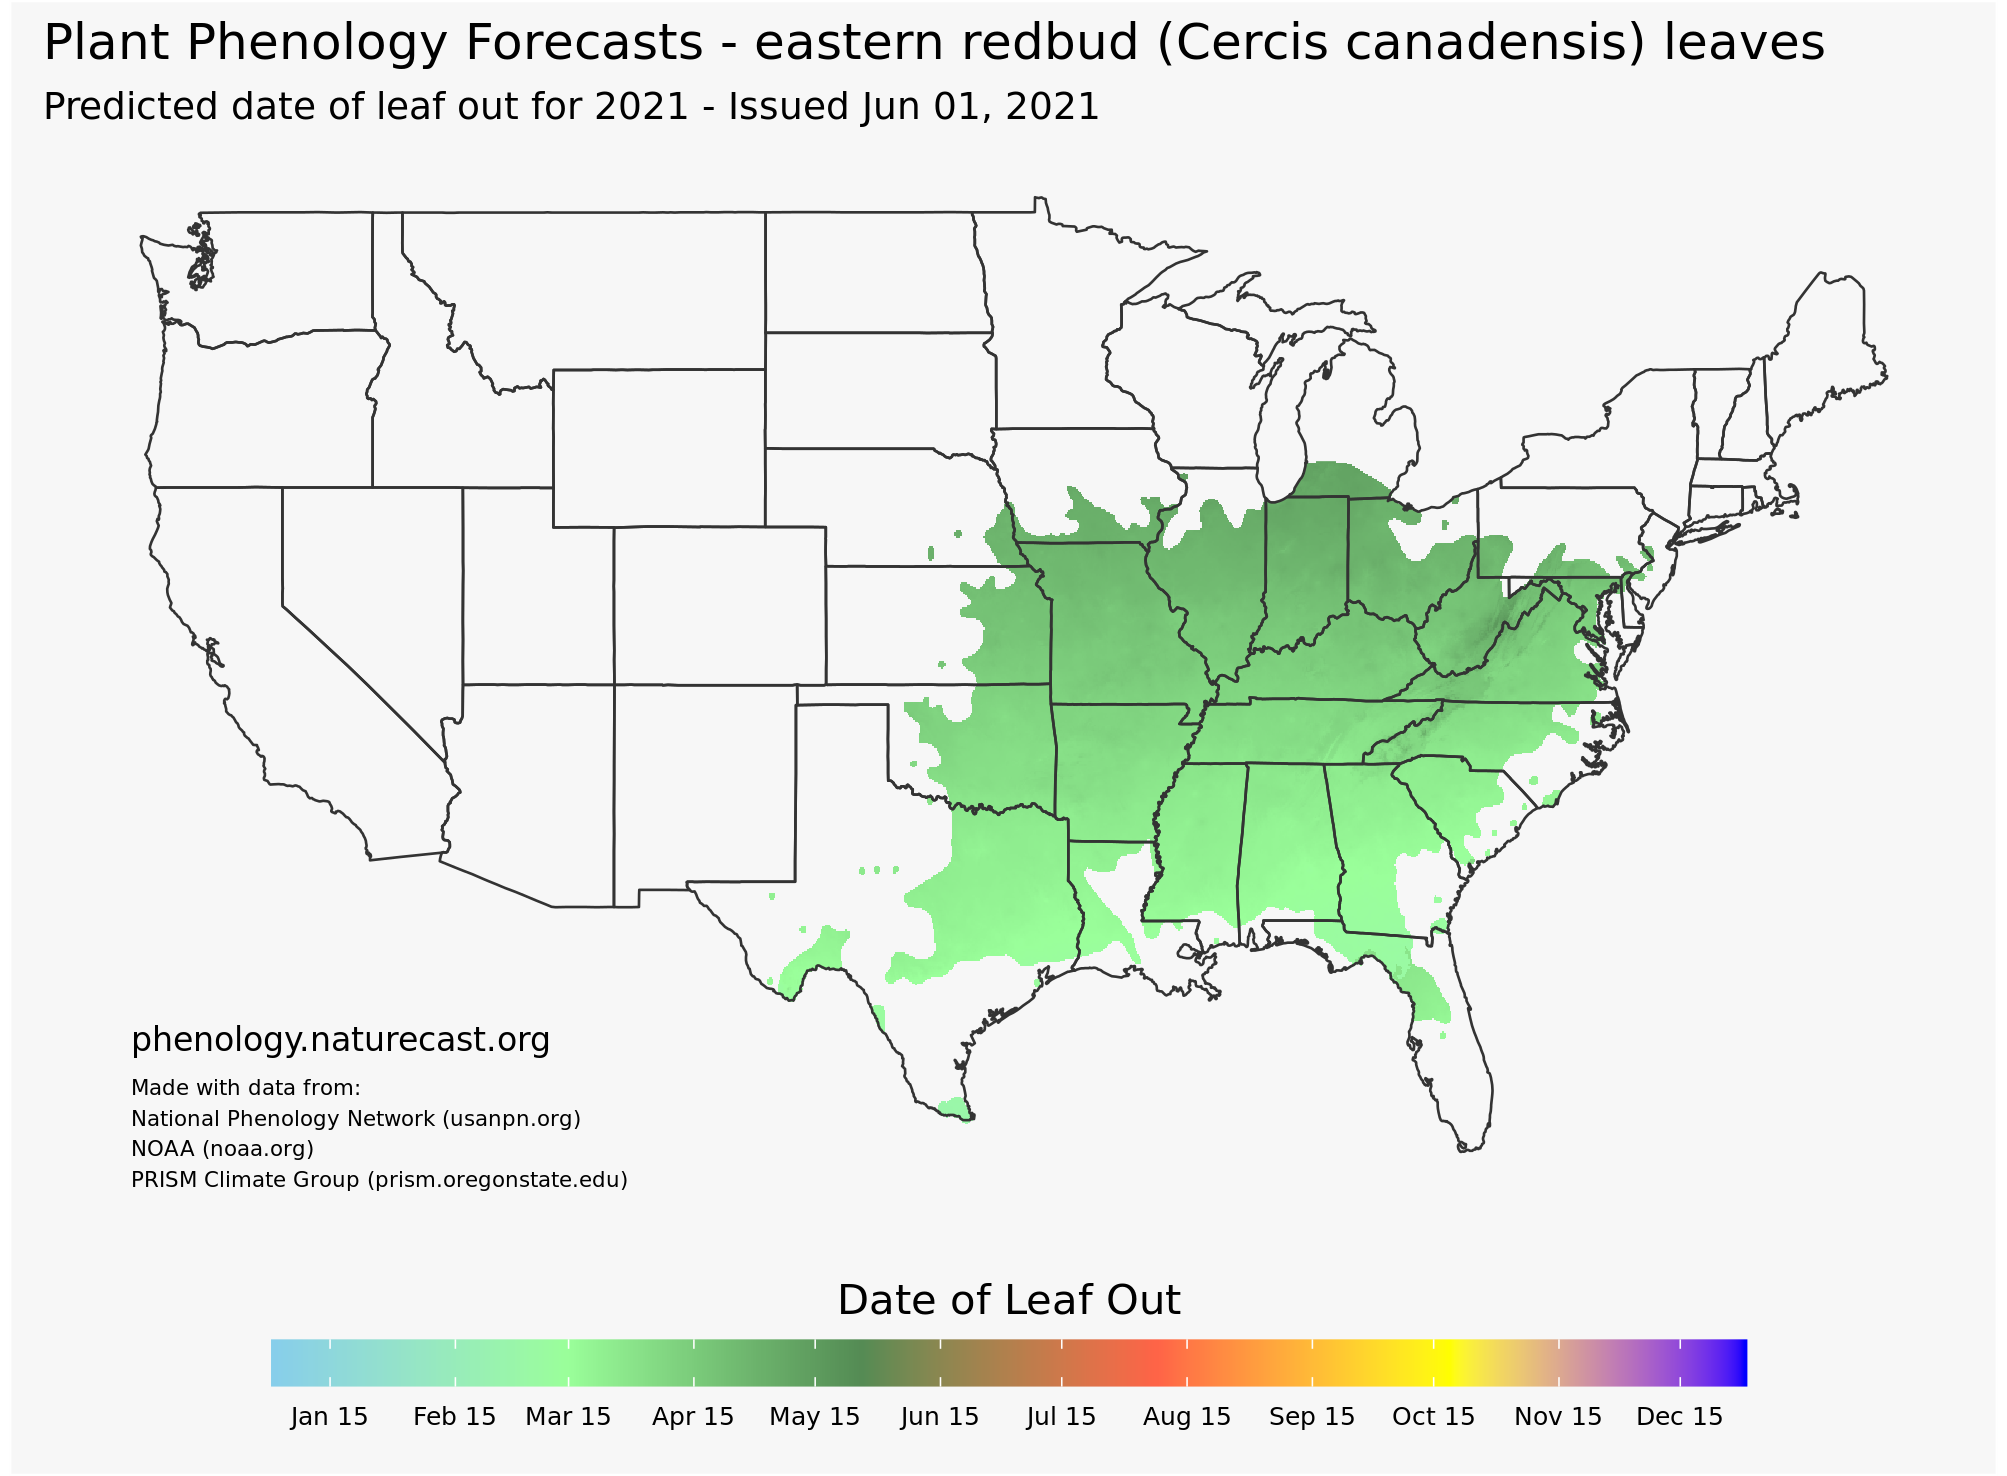 Plant Phenology Forecasts - eastern redbud (Cercis canadensis) leaves
Predicted date of leaf out for 2021 - Issued Jun 01, 2021
phenology.naturecast.org
Made with data from:
National Phenology Network (usanpn.org)
NOAA (noaa.org)
PRISM Climate Group (prism.oregonstate.edu)
Date of Leaf Out
Jan 15 Feb 15 Mar 15 Apr 15 May 15 Jun 15 Jul 15 Aug 15 Sep 15 Oct 15 Nov 15 Dec 15